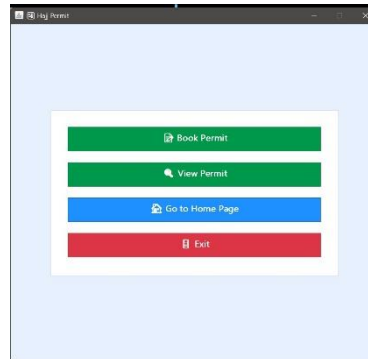 Hajj Permit
Book Permit
View Permit
Go to Home Page
Exit